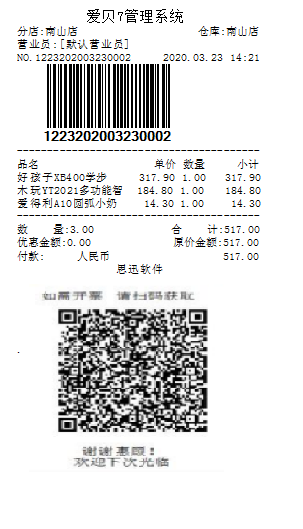 爱贝7管理系统
分店:南山店 仓库:南山店
营业员:[默认营业员]
NO.1223202003230002 2020.03.23 14:21
1223202003230002
品名 单价 数量 小计
好孩子XB400学步 317.90 1.00 317.90
木玩YT2021多功能智 184.80 1.00 184.80
爱得利A10圆弧小奶 14.30 1.00 14.30
数 量:3.00 合 计:517.00
优惠金额:0.00 原价金额:517.00
付款: 人民币 517.00
思迅软件
如需开票 请扫码获取
谢谢惠顾!
欢迎下次光临